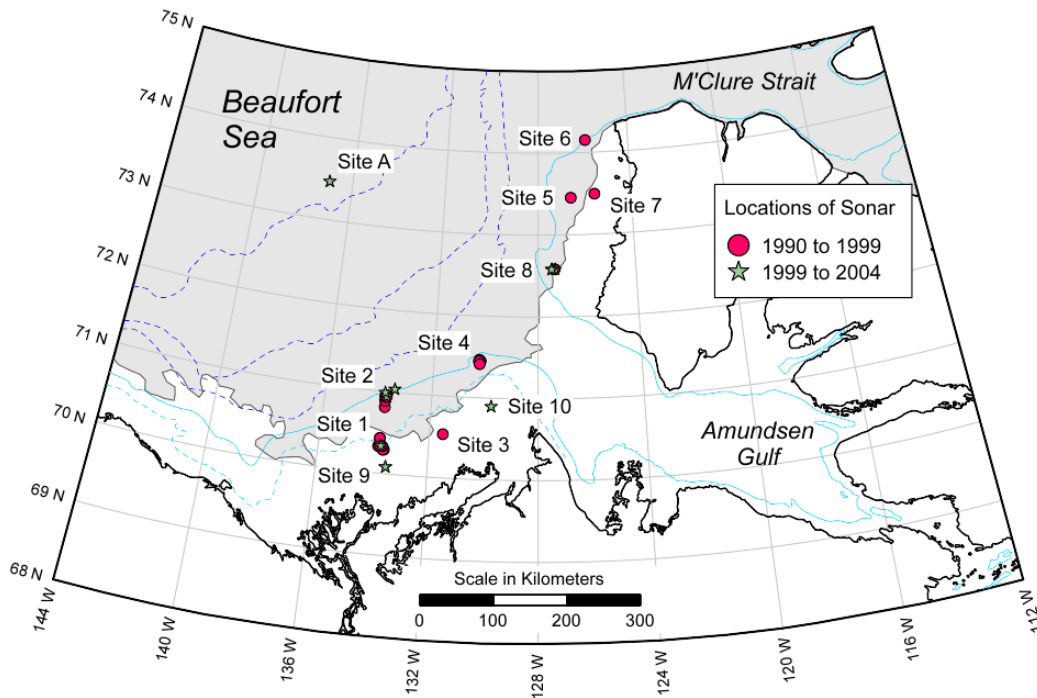 75 N
74 N
73 N
72 N
71 N
70 N
69 N
68 N
Beaufort
Sea
M'Clure Strait
Site 6
Site A
Site 5
Site 7
Locations of Sonar
1990 to 1999
1999 to 2004
Site 8
Site 4
Site 2
Site 10
Site 1
Site 3
Amundsen
Gulf
Site 9
Scale in Kilometers
0 100 200 300
144 W
140 W
136 W
132 W
128 W
124 W
120 W
116 W
112 W